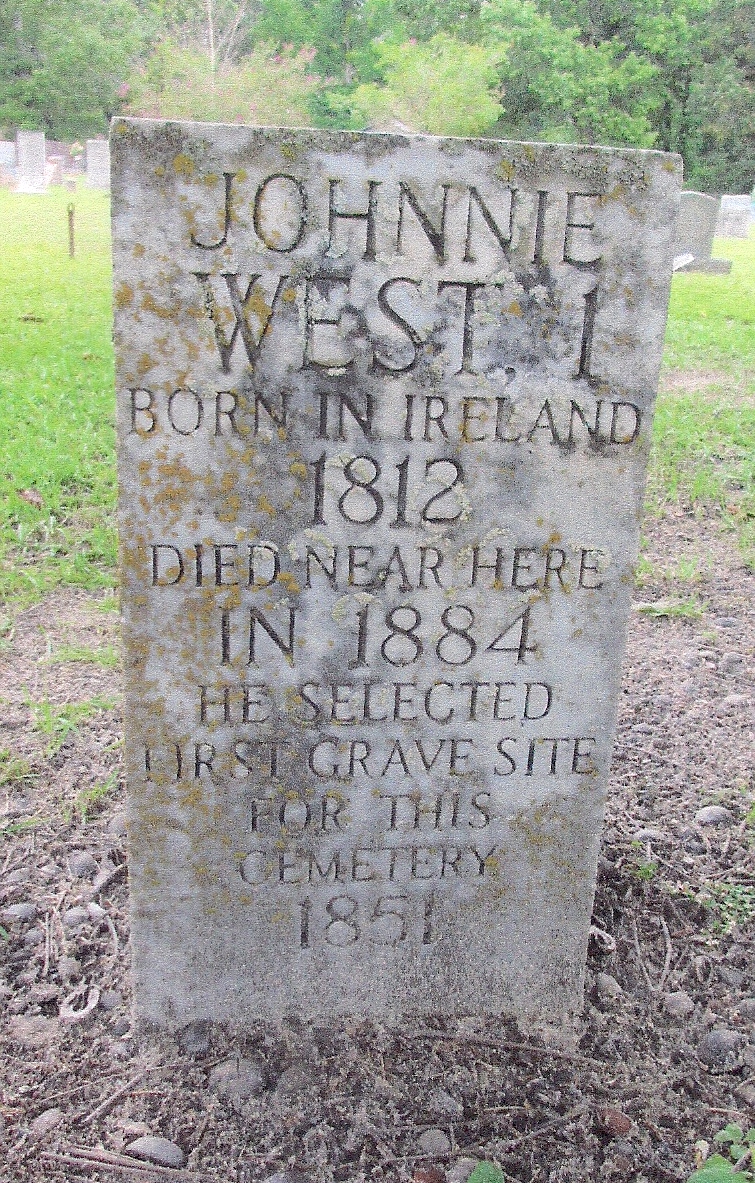 JOHNNIE
WEST, 1
BORN IN IRELAND
1812
DIED NEAR HERE
IN 1884
HE SELECTED
FIRST GRAVE SITE
FOR THIS
CEMETERY
1851